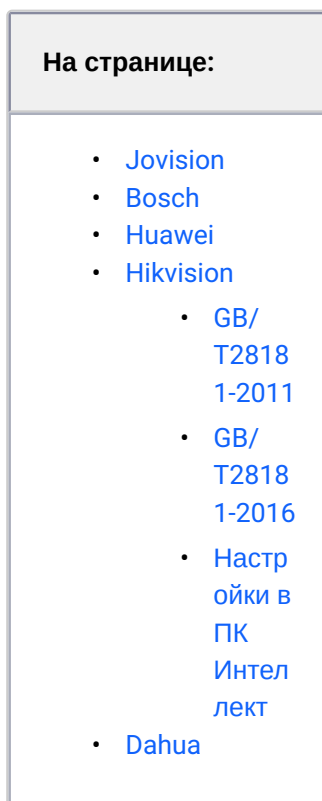 На странице:
• Jovision
• Bosch
• Huawei
• Hikvision
• GB/
T2818
1-2011
• GB/
T2818
1-2016
• Настр
ойки в
ПК
Интел
лект
• Dahua